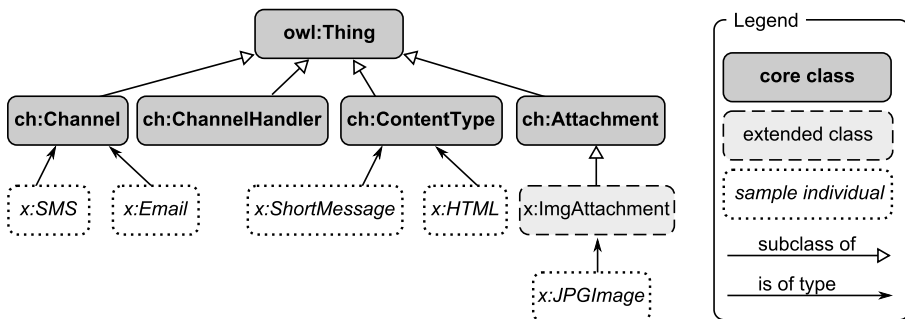 owl:Thing
ch:Channel
ch:ChannelHandler
ch:ContentType
ch:Attachment
x:SMS
x:Email
x:ShortMessage
x:HTML
x:ImgAttachment
x:JPGImage
Legend
core class
extended class
sample individual
subclass of
is of type